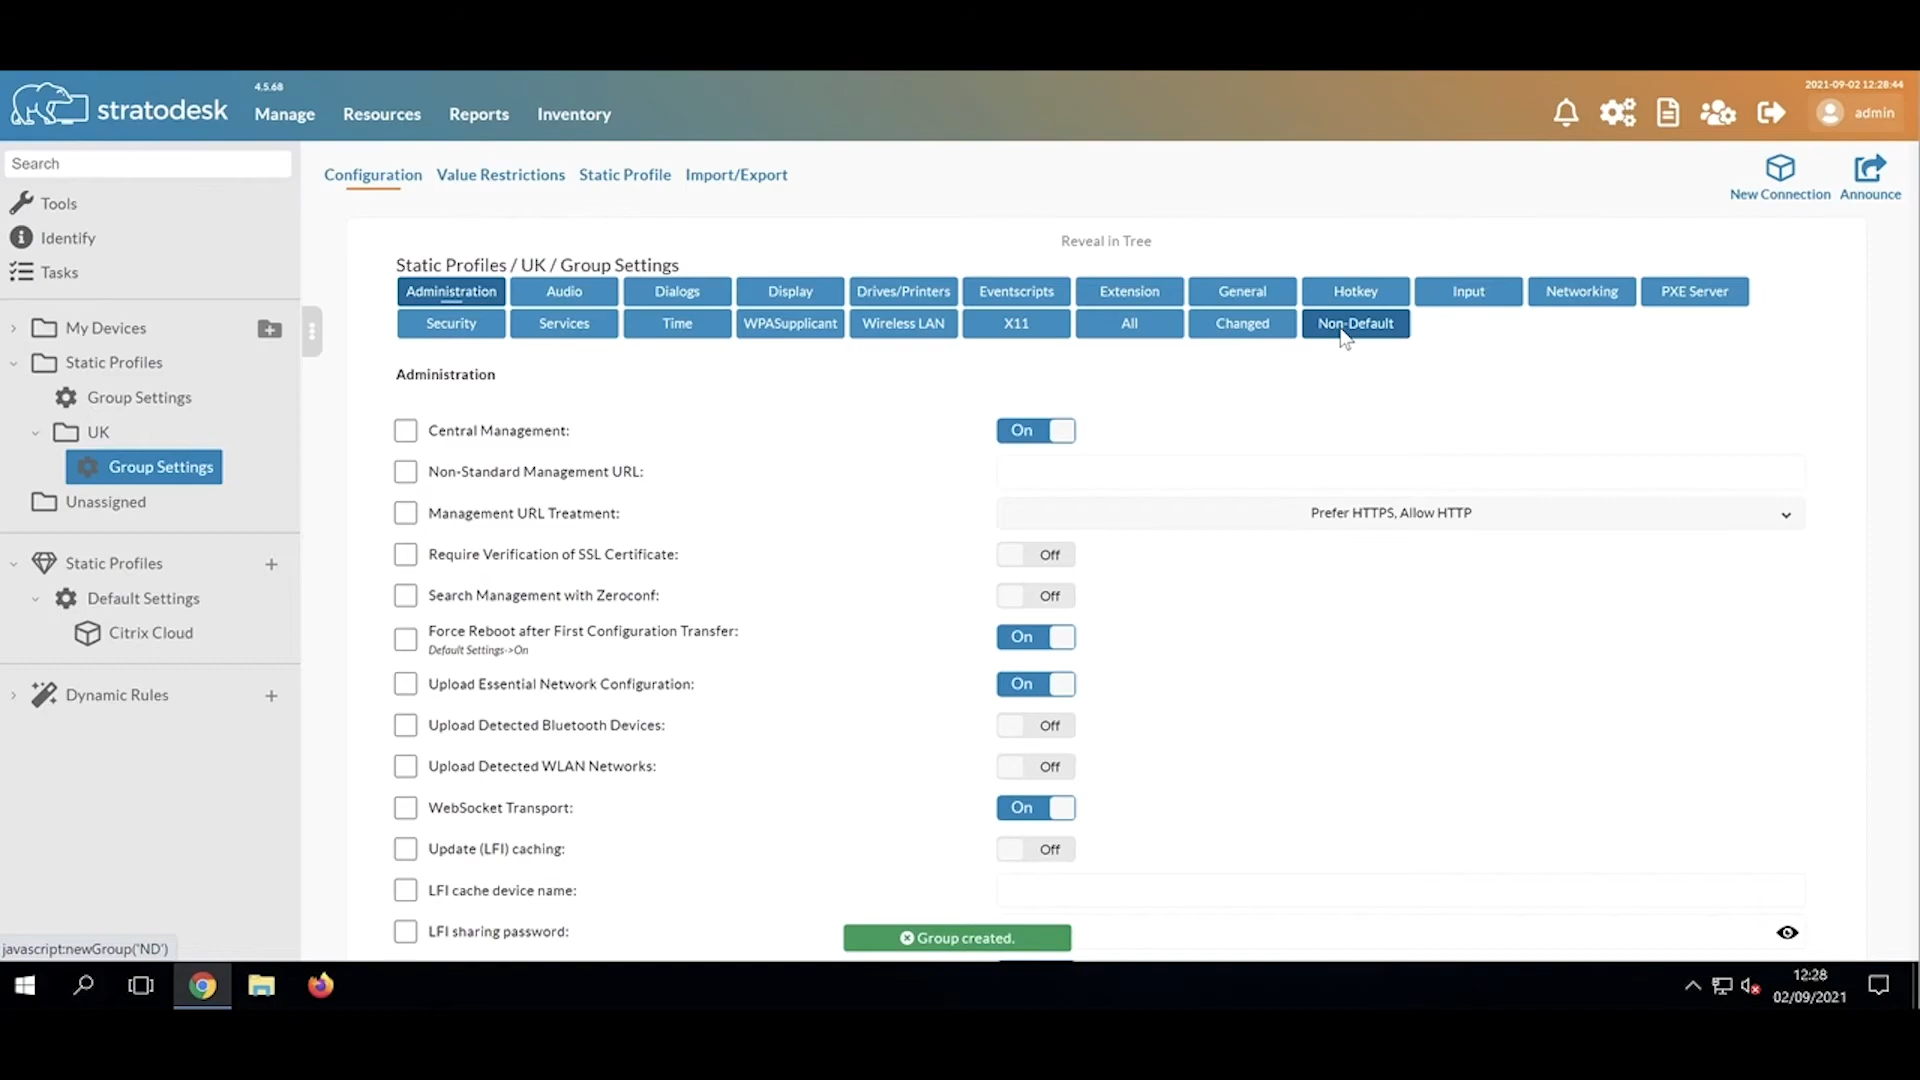 4.5.68
2021-09-02 12:28:44
stratodesk
Manage Resources Reports Inventory
admin
Search
Tools
Identify
Tasks
My Devices
Static Profiles
Group Settings
UK
Group Settings
Unassigned
Static Profiles
Default Settings
Citrix Cloud
Dynamic Rules
Configuration Value Restrictions Static Profile Import/Export
New Connection Announce
Reveal in Tree
Static Profiles / UK / Group Settings
Administration Audio Dialogs Display Drives/Printers Eventscripts Extension General Hotkey Input Networking PXE Server
Security Services Time WPASupplicant Wireless LAN X11 All Changed Non-Default
Administration
Central Management: On
Non-Standard Management URL:
Management URL Treatment: Prefer HTTPS, Allow HTTP
Require Verification of SSL Certificate: Off
Search Management with Zeroconf: Off
Force Reboot after First Configuration Transfer: On
Default Settings->On
Upload Essential Network Configuration: On
Upload Detected Bluetooth Devices: Off
Upload Detected WLAN Networks: Off
WebSocket Transport: On
Update (LFI) caching: Off
LFI cache device name:
LFI sharing password:
Group created.
javascript:newGroup('ND')
12:28
02/09/2021